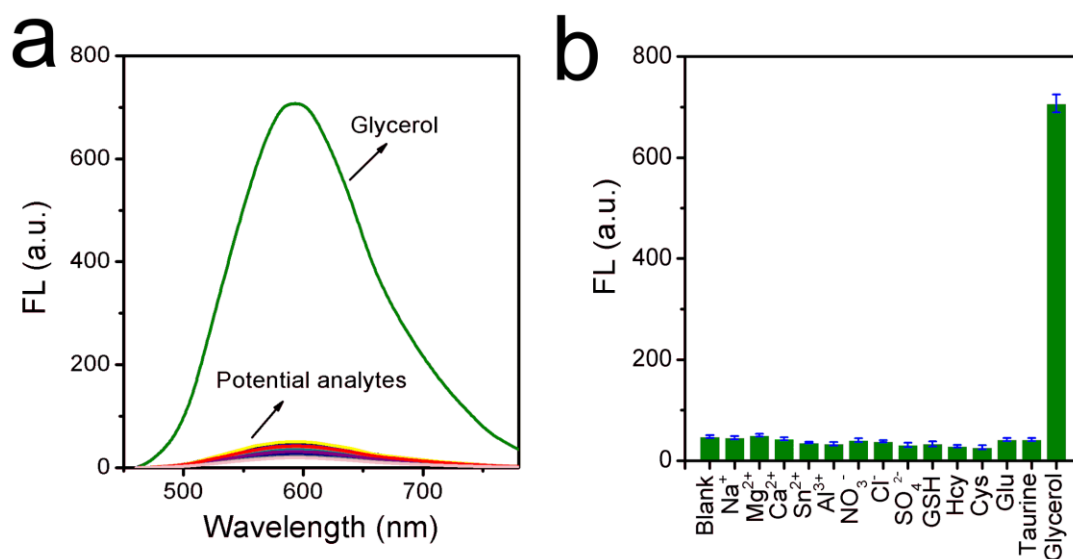 a
800
600
400
200
0
FL (a.u.)
Glycerol
Potential analytes
500
600
700
Wavelength (nm)
b
800
600
400
200
0
FL (a.u.)
Blank
Na⁺
Mg²⁺
Ca²⁺
Sn²⁺
Al³⁺
NO₃⁻
Cl⁻
SO₄²⁻
GSH
Hcy
Cys
Glu
Taurine
Glycerol